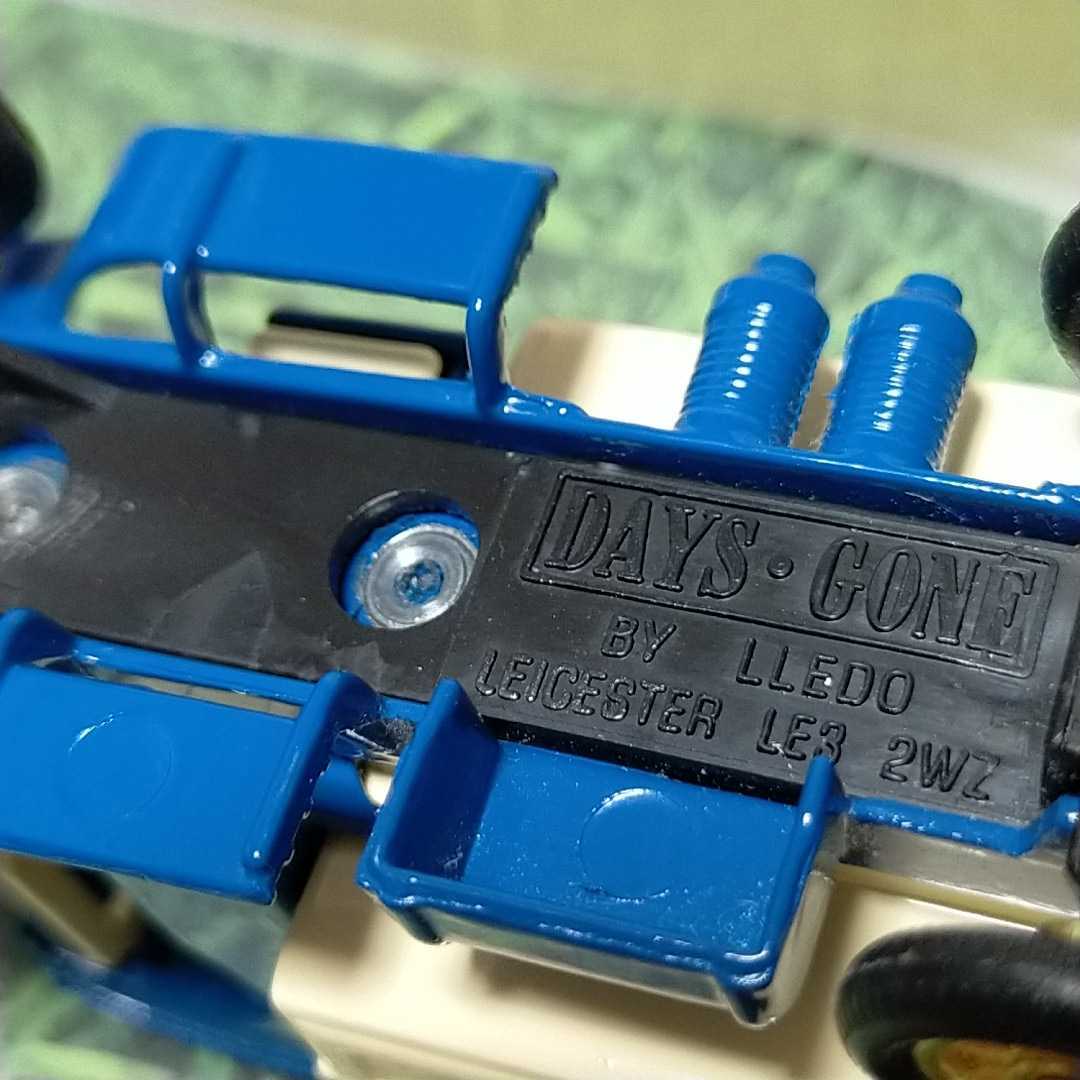 DAYS · GONE
BY LLEDO
LEICESTER LE3 2WZ